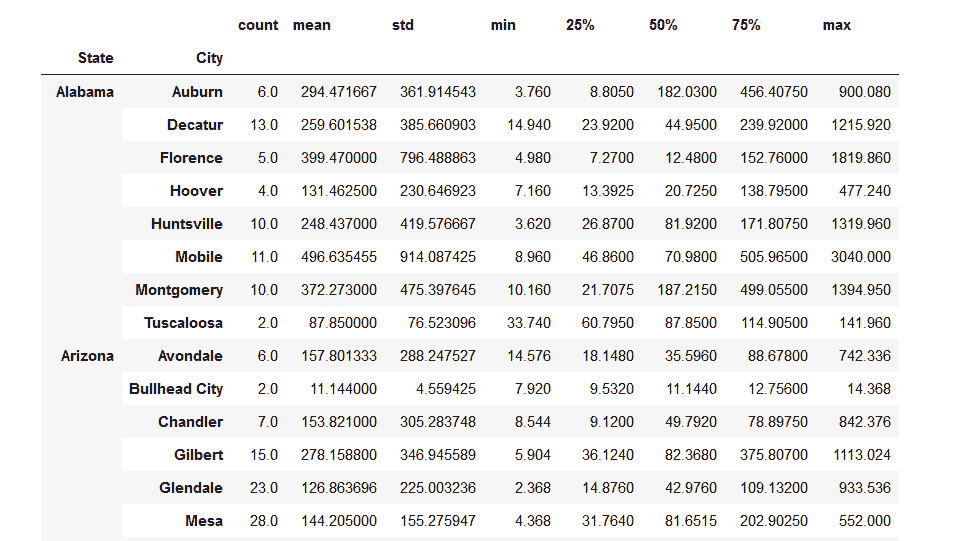 count mean std min 25% 50% 75% max
State City
Alabama Auburn 6.0 294.471667 361.914543 3.760 8.8050 182.0300 456.40750 900.080
Decatur 13.0 259.601538 385.660903 14.940 23.9200 44.9500 239.92000 1215.920
Florence 5.0 399.470000 796.488863 4.980 7.2700 12.4800 152.76000 1819.860
Hoover 4.0 131.462500 230.646923 7.160 13.3925 20.7250 138.79500 477.240
Huntsville 10.0 248.437000 419.576667 3.620 26.8700 81.9200 171.80750 1319.960
Mobile 11.0 496.635455 914.087425 8.960 46.8600 70.9800 505.96500 3040.000
Montgomery 10.0 372.273000 475.397645 10.160 21.7075 187.2150 499.05500 1394.950
Tuscaloosa 2.0 87.850000 76.523096 33.740 60.7950 87.8500 114.90500 141.960
Arizona Avondale 6.0 157.801333 288.247527 14.576 18.1480 35.5960 88.67800 742.336
Bullhead City 2.0 11.144000 4.559425 7.920 9.5320 11.1440 12.75600 14.368
Chandler 7.0 153.821000 305.283748 8.544 9.1200 49.7920 78.89750 842.376
Gilbert 15.0 278.158800 346.945589 5.904 36.1240 82.3680 375.80700 1113.024
Glendale 23.0 126.863696 225.003236 2.368 14.8760 42.9760 109.13200 933.536
Mesa 28.0 144.205000 155.275947 4.368 31.7640 81.6515 202.90250 552.000